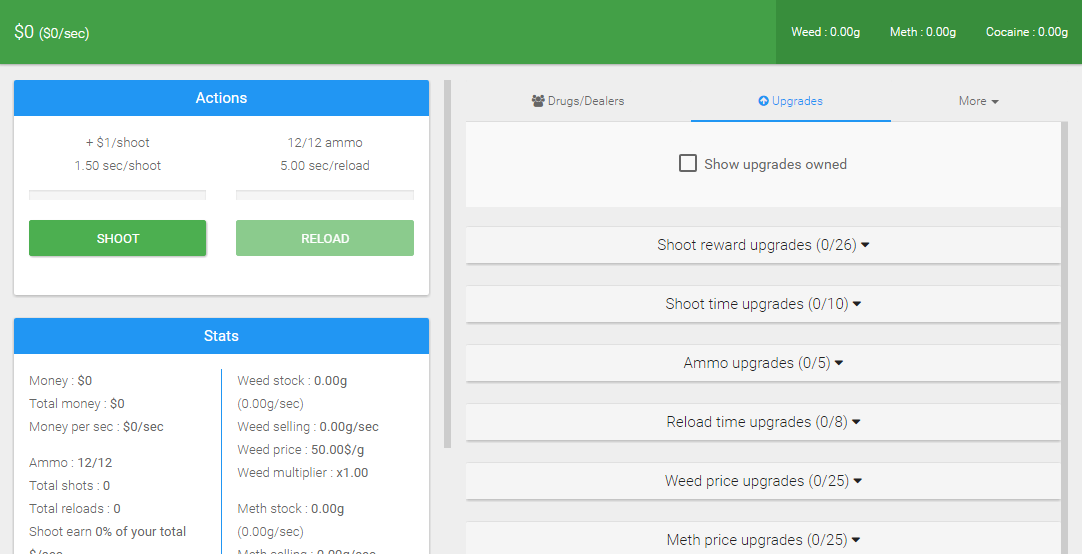 $0 ($0/sec)
Weed : 0.00g
Meth : 0.00g
Cocaine : 0.00g
Actions
+ $1/shoot
1.50 sec/shoot
SHOOT
12/12 ammo
5.00 sec/reload
RELOAD
Stats
Money : $0
Total money : $0
Money per sec : $0/sec
Ammo : 12/12
Total shots : 0
Total reloads : 0
Shoot earn 0% of your total
$/sec
Weed stock : 0.00g
(0.00g/sec)
Weed selling : 0.00g/sec
Weed price : 50.00$/g
Weed multiplier : x1.00
Meth stock : 0.00g
(0.00g/sec)
Meth selling : 0.00g/sec
Drugs/Dealers
Upgrades
More
Show upgrades owned
Shoot reward upgrades (0/26)
Shoot time upgrades (0/10)
Ammo upgrades (0/5)
Reload time upgrades (0/8)
Weed price upgrades (0/25)
Meth price upgrades (0/25)